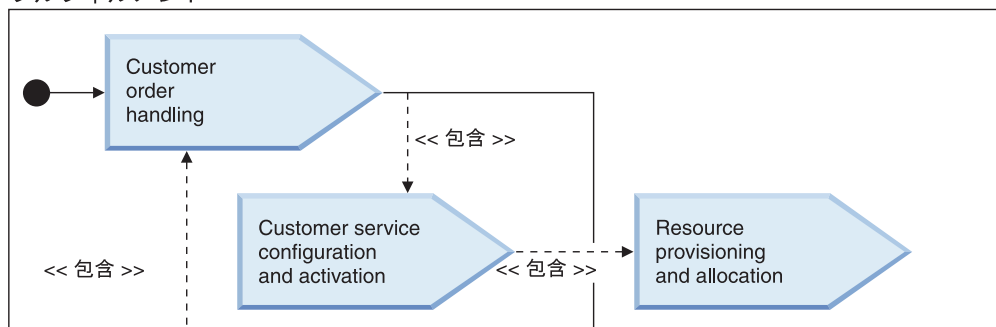 Customer
order
handling
<< 包含 >>
Customer service
configuration
and activation
Resource
provisioning
and allocation
<< 包含 >>
<< 包含 >>